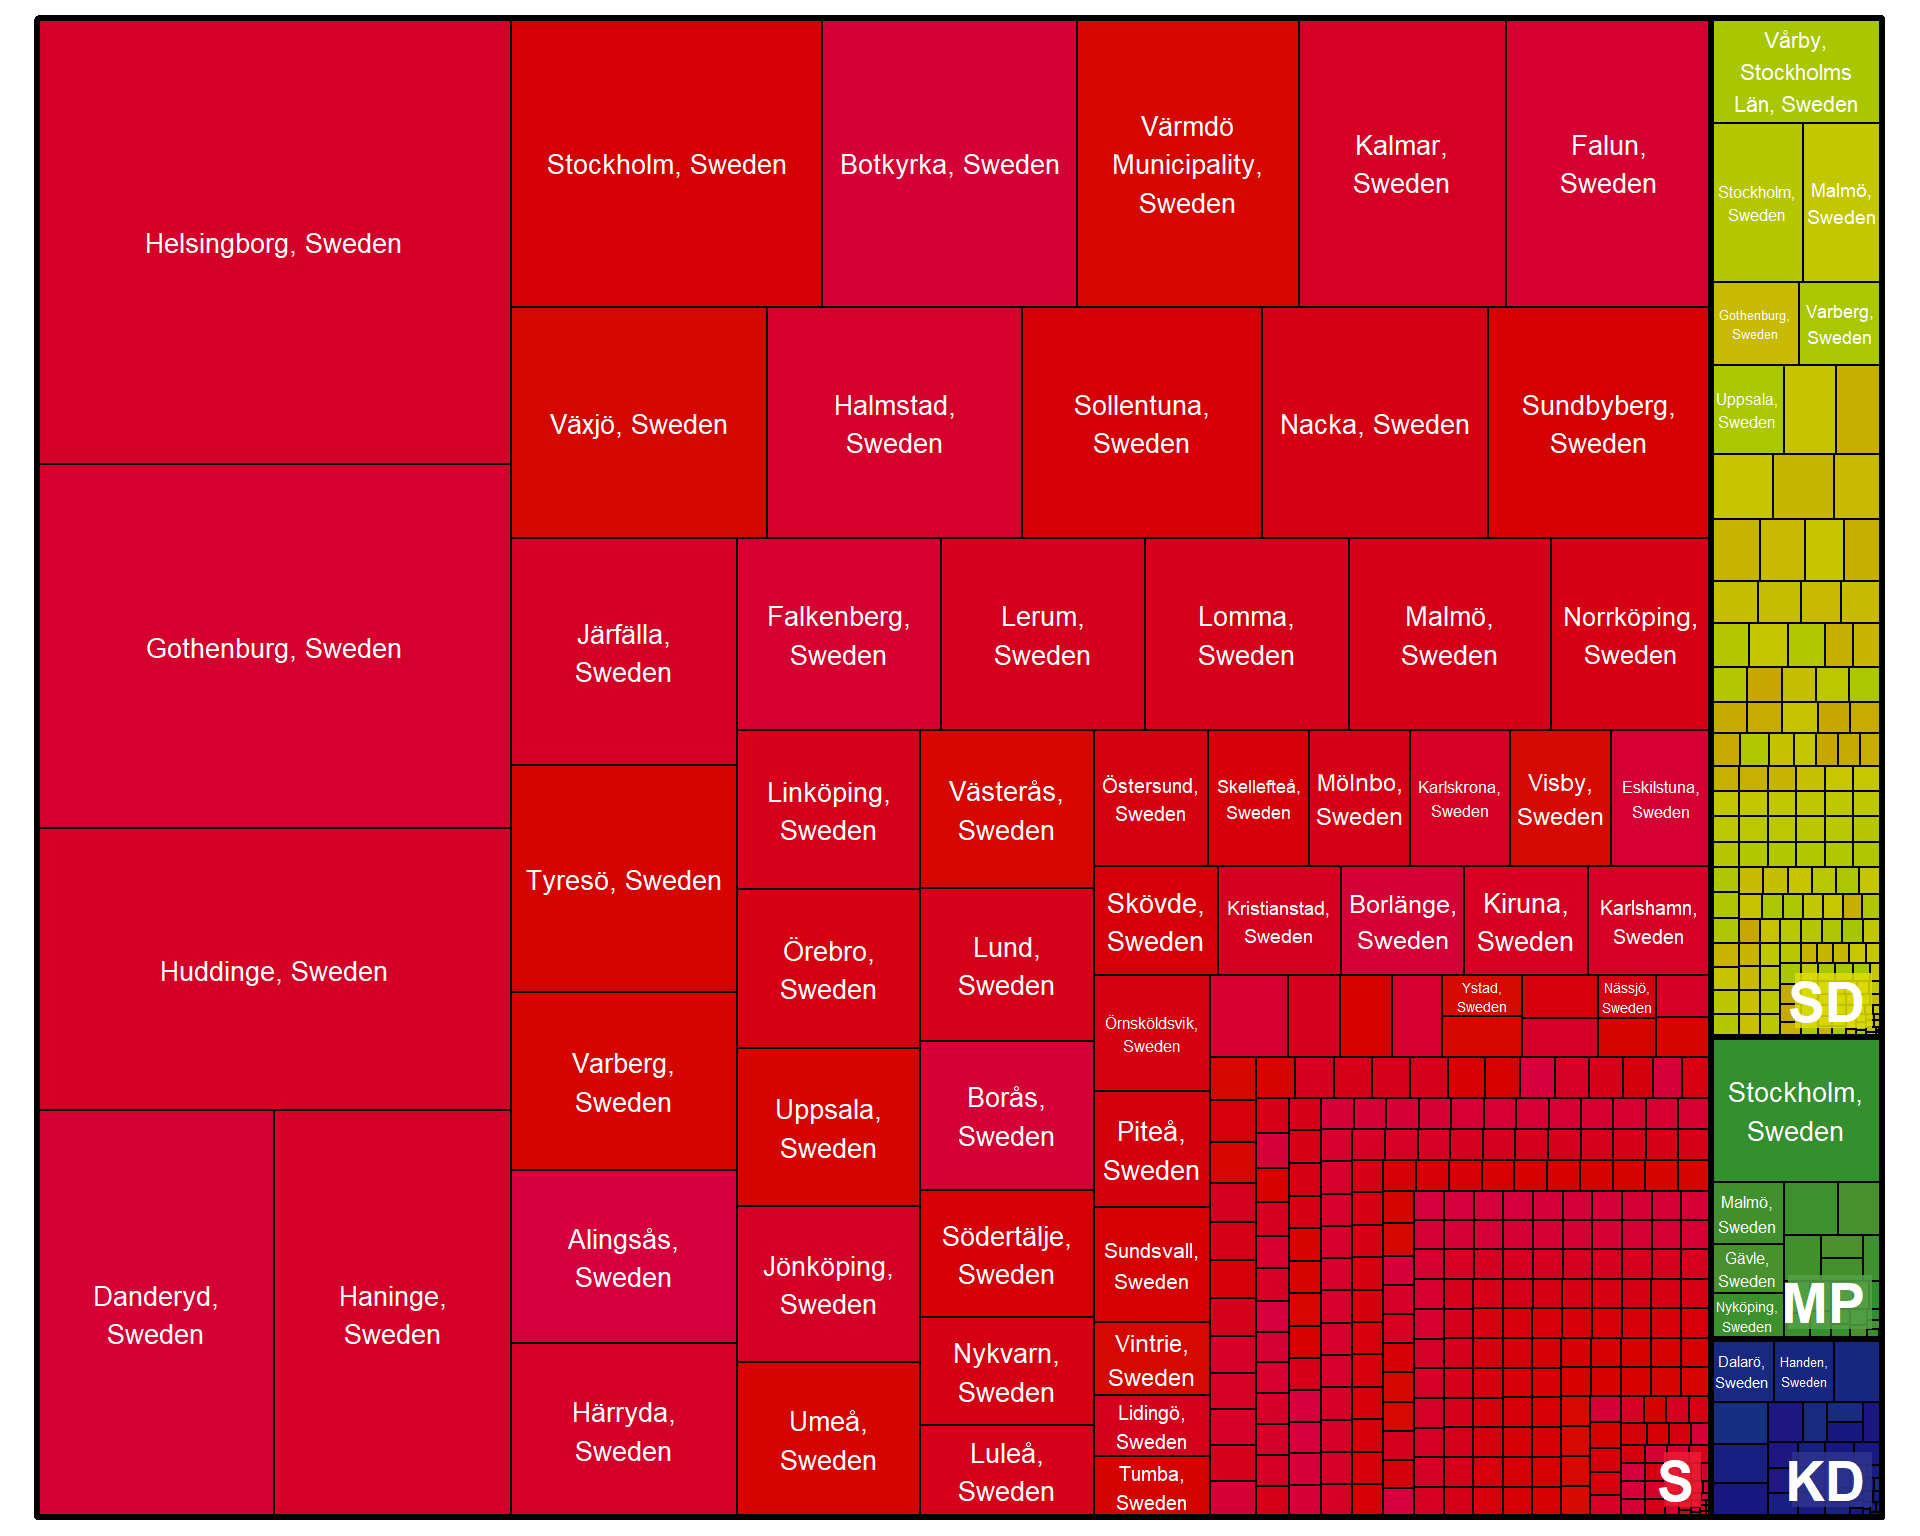 Helsingborg, Sweden
Gothenburg, Sweden
Huddinge, Sweden
Danderyd,
Sweden
Haninge,
Sweden
Stockholm, Sweden
Botkyrka, Sweden
Värmdö
Municipality,
Sweden
Kalmar,
Sweden
Falun,
Sweden
Växjö, Sweden
Halmstad,
Sweden
Sollentuna,
Sweden
Nacka, Sweden
Sundbyberg,
Sweden
Järfälla,
Sweden
Tyresö, Sweden
Varberg,
Sweden
Alingsås,
Sweden
Härryda,
Sweden
Falkenberg,
Sweden
Lerum,
Sweden
Lomma,
Sweden
Malmö,
Sweden
Norrköping,
Sweden
Linköping,
Sweden
Örebro,
Sweden
Uppsala,
Sweden
Jönköping,
Sweden
Umeå,
Sweden
Västerås,
Sweden
Lund,
Sweden
Borås,
Sweden
Södertälje,
Sweden
Nykvarn,
Sweden
Luleå,
Sweden
Östersund,
Sweden
Skellefteå,
Sweden
Mölnbo,
Sweden
Karlskrona,
Sweden
Visby,
Sweden
Eskilstuna,
Sweden
Skövde,
Sweden
Kristianstad,
Sweden
Borlänge,
Sweden
Kiruna,
Sweden
Karlshamn,
Sweden
Örnsköldsvik,
Sweden
Piteå,
Sweden
Sundsvall,
Sweden
Vintrie,
Sweden
Lidingö,
Sweden
Tumba,
Sweden
Ystad,
Sweden
Nässjö,
Sweden
S
Vårby,
Stockholms
Län, Sweden
Stockholm,
Sweden
Malmö,
Sweden
Gothenburg,
Sweden
Varberg,
Sweden
Uppsala,
Sweden
SD
Stockholm,
Sweden
Malmö,
Sweden
Gävle,
Sweden
Nyköping,
Sweden
MP
Dalarö,
Sweden
Handen,
Sweden
KD